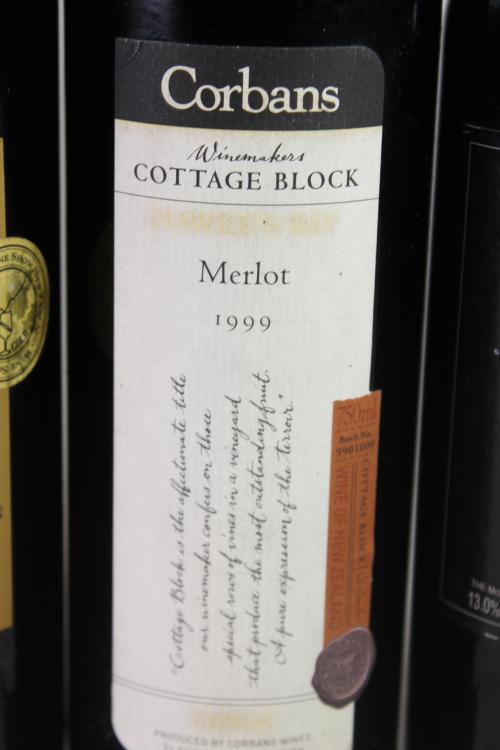 Corbans
Winemakers
COTTAGE BLOCK
HAWKE'S BAY
Merlot
1999
"Cottage Block is the affectionate title
our winemaker confers on those
special rows of vines in a vineyard
that produce the most outstanding fruit.
A pure expression of the terroir."
750ml
Batch No.
9901006
COTTAGE BLOCK
WINE OF NEW ZEALAND
PRODUCED BY CORBANS WINES,
GOLD
13.0%